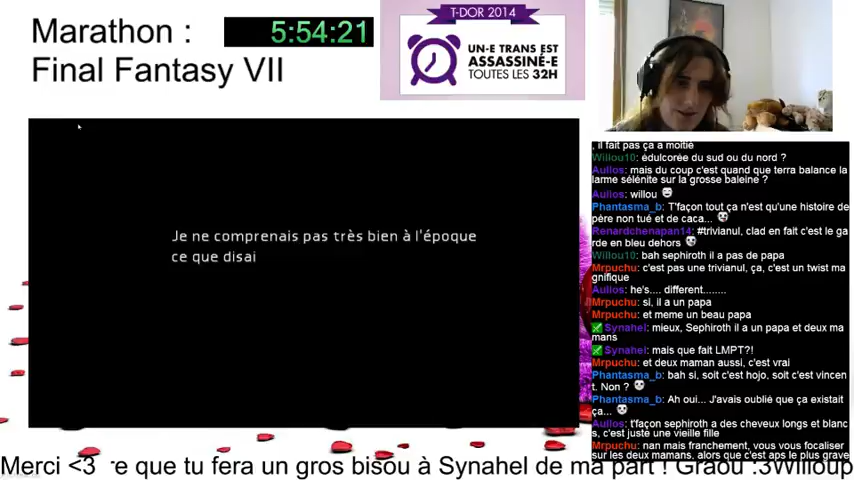 Marathon :
Final Fantasy VII
5:54:21
T-DOR 2014
UN-E TRANS EST
ASSASSINÉ-E
TOUTES LES 32H
Je ne comprenais pas très bien à l'époque
ce que disai
, il fait pas ça a moitié
Willou10: édulcorée du sud ou du nord ?
Aulios: mais du coup c'est quand que terra balance la
larme sélénite sur la grosse baleine ?
Aulios: willou
Phantasma_b: T'façon tout ça n'est qu'une histoire de
père non tué et de caca...
Renardchenapan14: #trivianul, clad en fait c'est le ga
rde en bleu dehors
Willou10: bah sephiroth il a pas de papa
Mrpuchu: c'est pas une trivianul, ça, c'est un twist ma
gnifique
Aulios: he's.... different........
Mrpuchu: si, il a un papa
Mrpuchu: et meme un beau papa
Synahel: mieux, Sephiroth il a un papa et deux ma
mans
Synahel: mais que fait LMPT?!
Mrpuchu: et deux maman aussi, c'est vrai
Phantasma_b: bah si, soit c'est hojo, soit c'est vincen
t. Non ?
Phantasma_b: Ah oui... J'avais oublié que ça existait
ça...
Aulios: t'façon sephiroth a des cheveux longs et blanc
s, c'est juste une vieille fille
Mrpuchu: nan mais franchement, vous vous focaliser
sur les deux mamans, alors que c'est aps le plus grave
Merci <3 e que tu fera un gros bisou à Synahel de ma part ! Graou :3Willoup